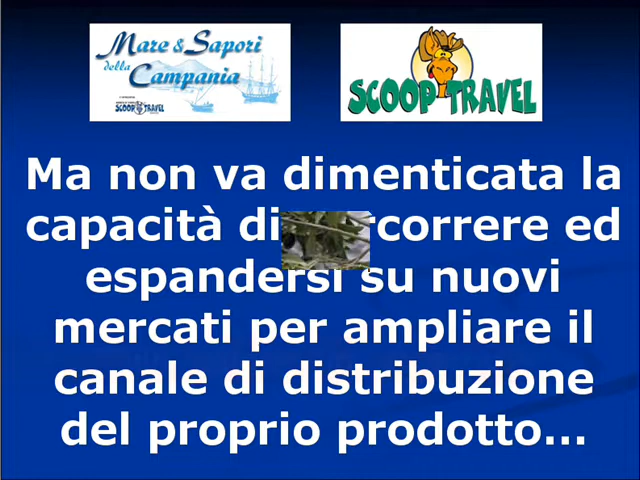 Mare & Sapori
della
Campania
SCOOP TRAVEL
SCOOP TRAVEL
Ma non va dimenticata la
capacità di rcorrere ed
espandersi su nuovi
mercati per ampliare il
canale di distribuzione
del proprio prodotto...